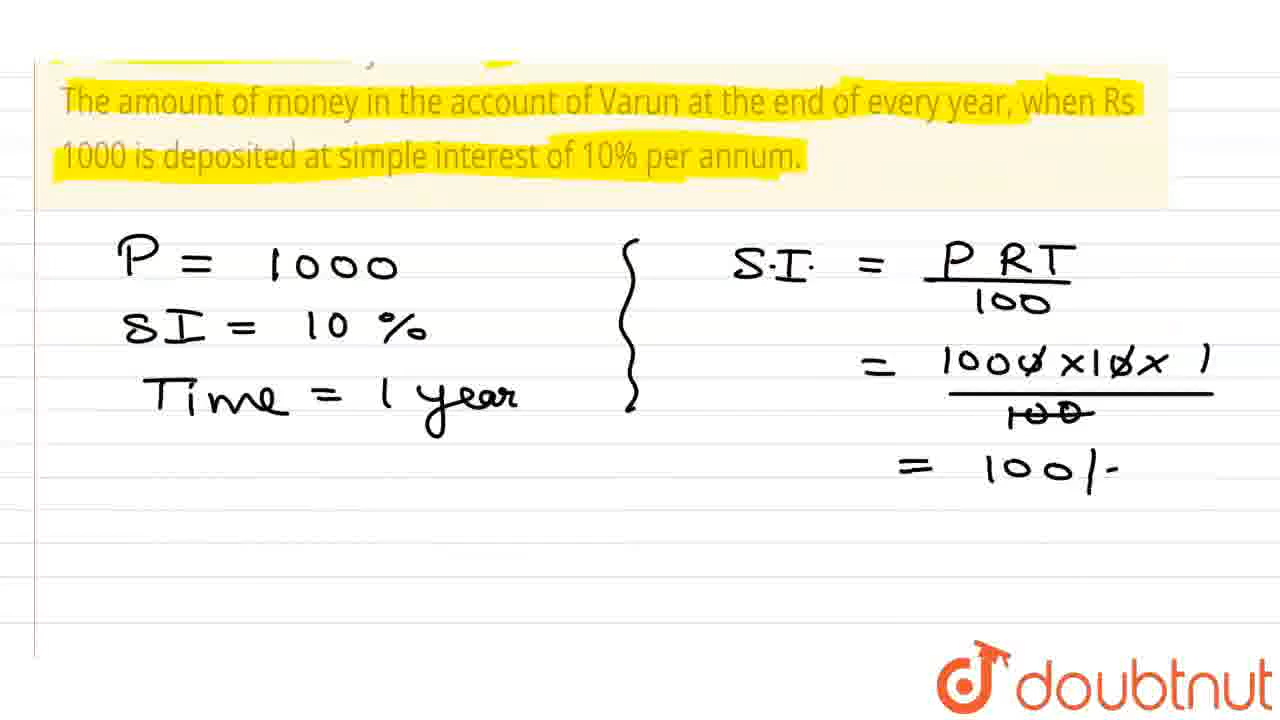 The amount of money in the account of Varun at the end of every year, when Rs
1000 is deposited at simple interest of 10% per annum.
P = 1000
SI = 10 %
Time = 1 year
S.I. = P R T
100
= 1000 x 10 x 1
100
= 100/-
doubtnut